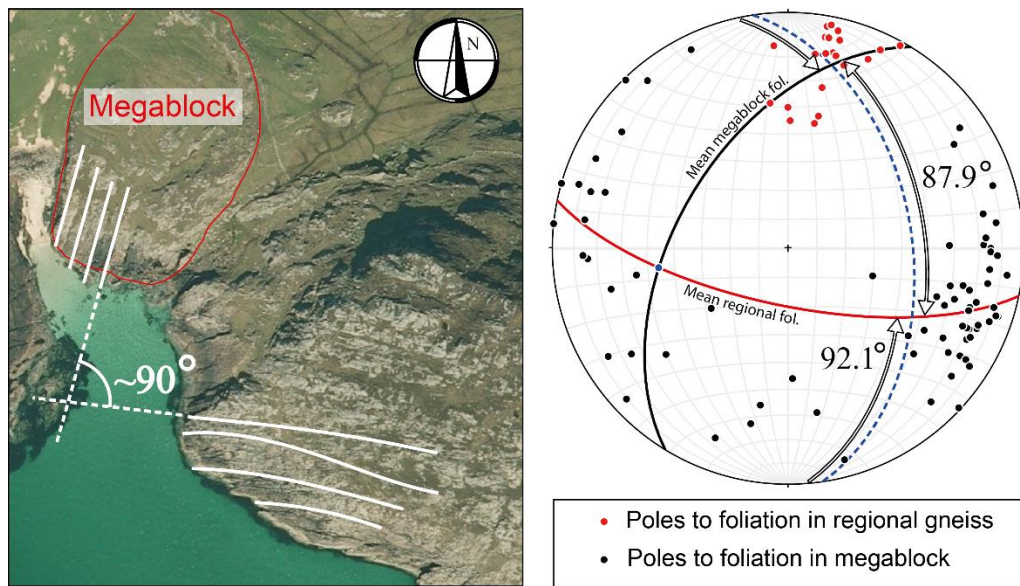 N
Megablock
~90°
Mean megablock fol.
87.9°
Mean regional fol.
92.1°
Poles to foliation in regional gneiss
Poles to foliation in megablock